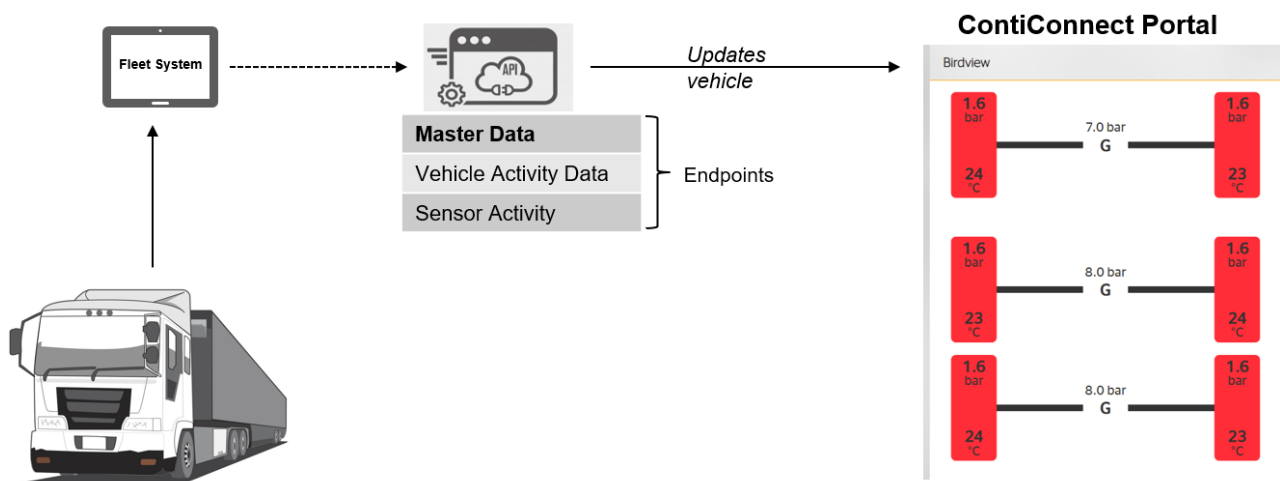 ContiConnect Portal
Fleet System
API
Updates
vehicle
Master Data
Vehicle Activity Data
Sensor Activity
Endpoints
Birdview
1.6
bar
24
°C
7.0 bar
G
1.6
bar
23
°C
1.6
bar
23
°C
8.0 bar
G
1.6
bar
24
°C
1.6
bar
24
°C
8.0 bar
G
1.6
bar
23
°C